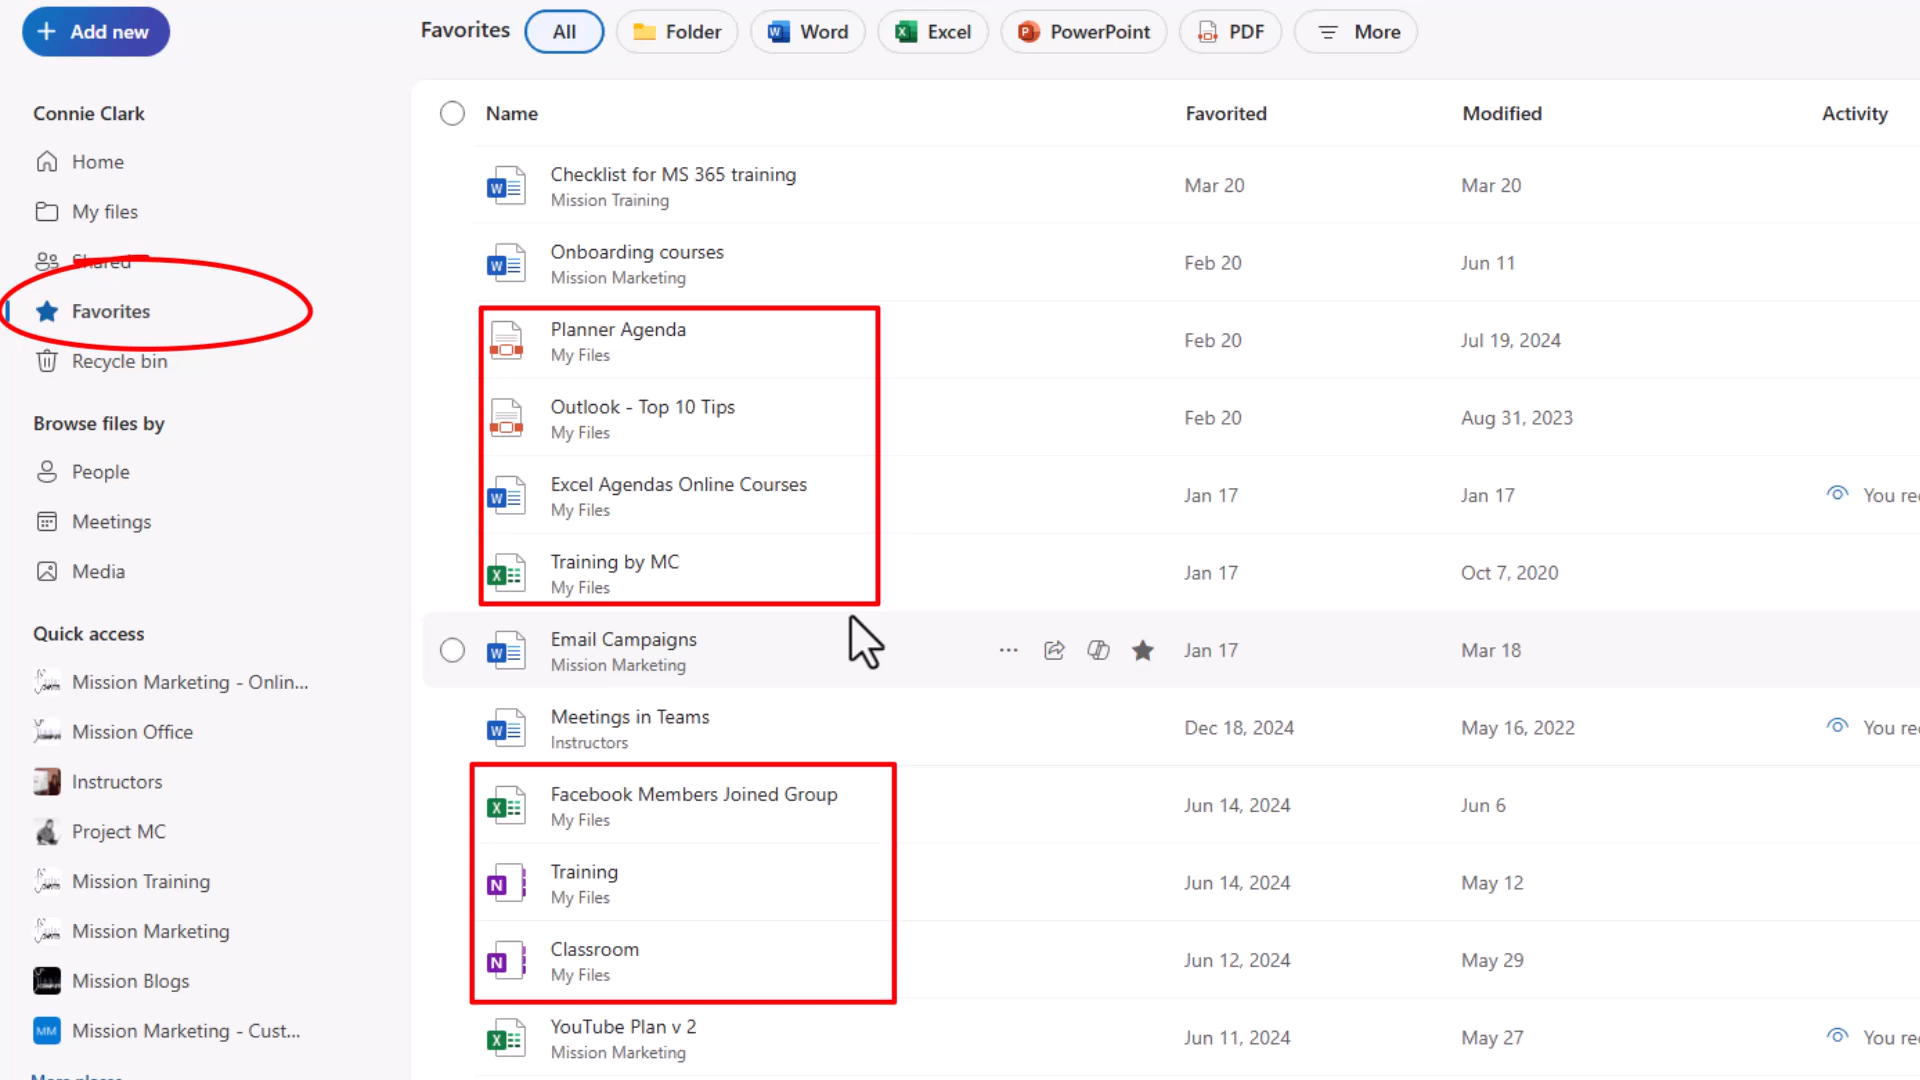 Add new
Favorites
All
Folder
Word
Excel
PowerPoint
PDF
More
Connie Clark
Home
My files
Shared
Favorites
Recycle bin
Browse files by
People
Meetings
Media
Quick access
Mission Marketing - Onlin...
Mission Office
Instructors
Project MC
Mission Training
Mission Marketing
Mission Blogs
MM Mission Marketing - Cust...
Name Favorited Modified Activity
Checklist for MS 365 training
Mission Training
Mar 20 Mar 20
Onboarding courses
Mission Marketing
Feb 20 Jun 11
Planner Agenda
My Files
Feb 20 Jul 19, 2024
Outlook - Top 10 Tips
My Files
Feb 20 Aug 31, 2023
Excel Agendas Online Courses
My Files
Jan 17 Jan 17 You re
Training by MC
My Files
Jan 17 Oct 7, 2020
Email Campaigns
Mission Marketing
Jan 17 Mar 18
Meetings in Teams
Instructors
Dec 18, 2024 May 16, 2022 You re
Facebook Members Joined Group
My Files
Jun 14, 2024 Jun 6
Training
My Files
Jun 14, 2024 May 12
Classroom
My Files
Jun 12, 2024 May 29
YouTube Plan v 2
Mission Marketing
Jun 11, 2024 May 27 You re